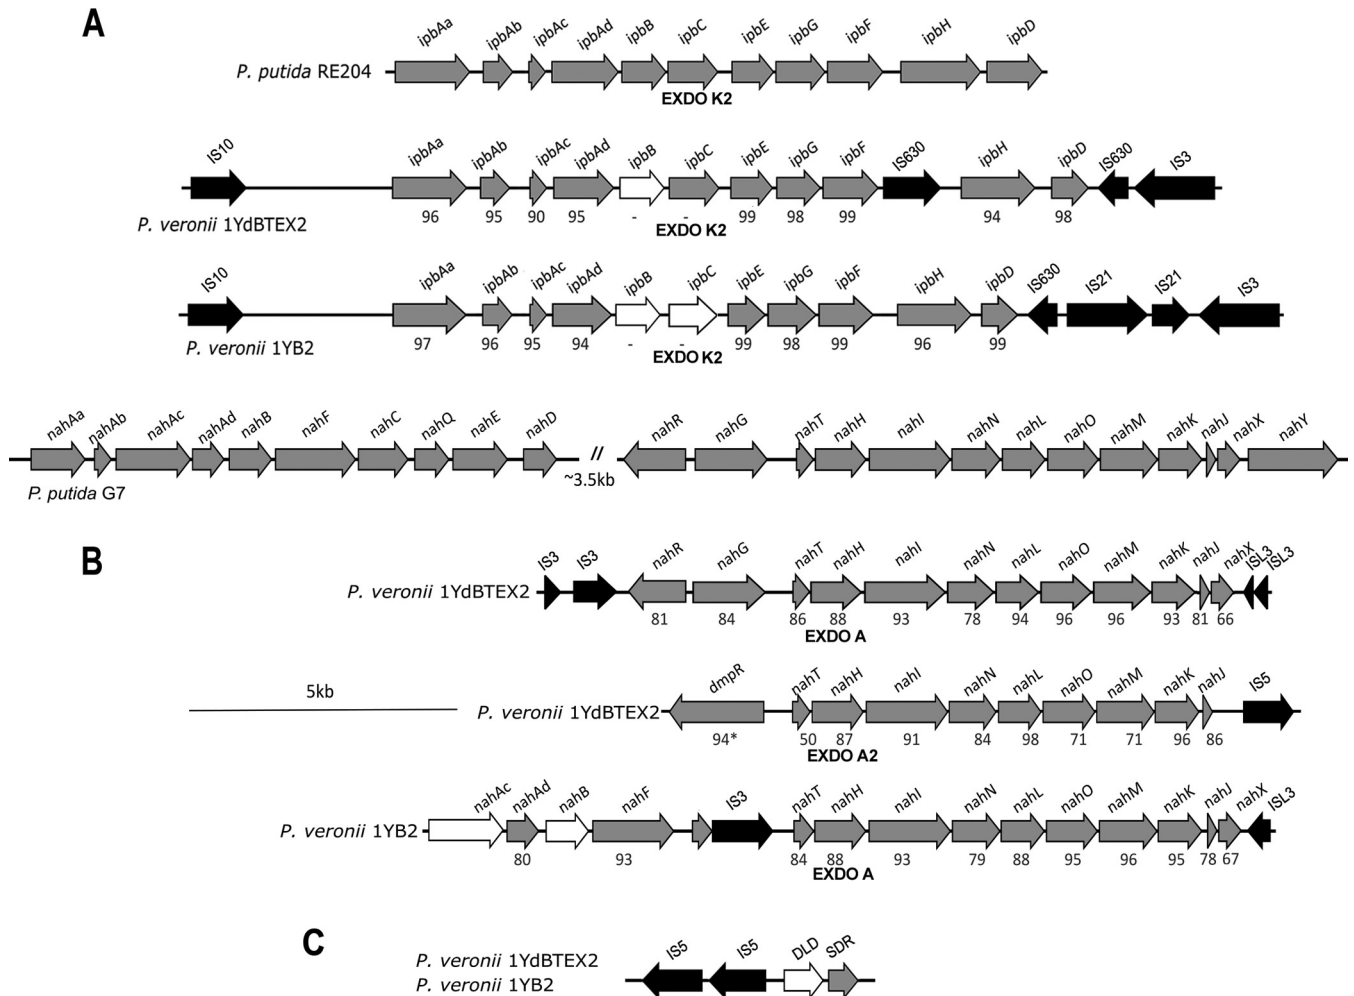 A
ipbAa ipbAb ipbAc ipbAd ipbB ipbC ipbE ipbG ipbF ipbH ipbD
P. putida RE204
EXDO K2
IS10 ipbAa ipbAb ipbAc ipbAd ipbB ipbC ipbE ipbG ipbF IS630 ipbH ipbD IS630 IS3
96 95 90 95 - - 99 98 99 94 98
P. veronii 1YdBTEX2
EXDO K2
IS10 ipbAa ipbAb ipbAc ipbAd ipbB ipbC ipbE ipbG ipbF ipbH ipbD IS630 IS21 IS21 IS3
97 96 95 94 - - 99 98 99 96 99
P. veronii 1YB2
EXDO K2
nahAa nahAb nahAc nahAd nahB nahF nahC nahQ nahE nahD // nahR nahG nahT nahH nahI nahN nahL nahO nahM nahK nahJ nahX nahY
~3.5kb
P. putida G7
B
IS3 IS3 nahR nahG nahT nahH nahI nahN nahL nahO nahM nahK nahJ nahX ISL3 ISL3
P. veronii 1YdBTEX2
81 84 86 88 93 78 94 96 96 93 81 66
EXDO A
5kb
dmpR nahT nahH nahI nahN nahL nahO nahM nahK nahJ IS5
P. veronii 1YdBTEX2
94* 50 87 91 84 98 71 71 96 86
EXDO A2
nahAc nahAd nahB nahF IS3 nahT nahH nahI nahN nahL nahO nahM nahK nahJ nahX ISL3
P. veronii 1YB2
80 93 84 88 93 79 88 95 96 95 78 67
EXDO A
C
IS5 IS5 DLD SDR
P. veronii 1YdBTEX2
P. veronii 1YB2